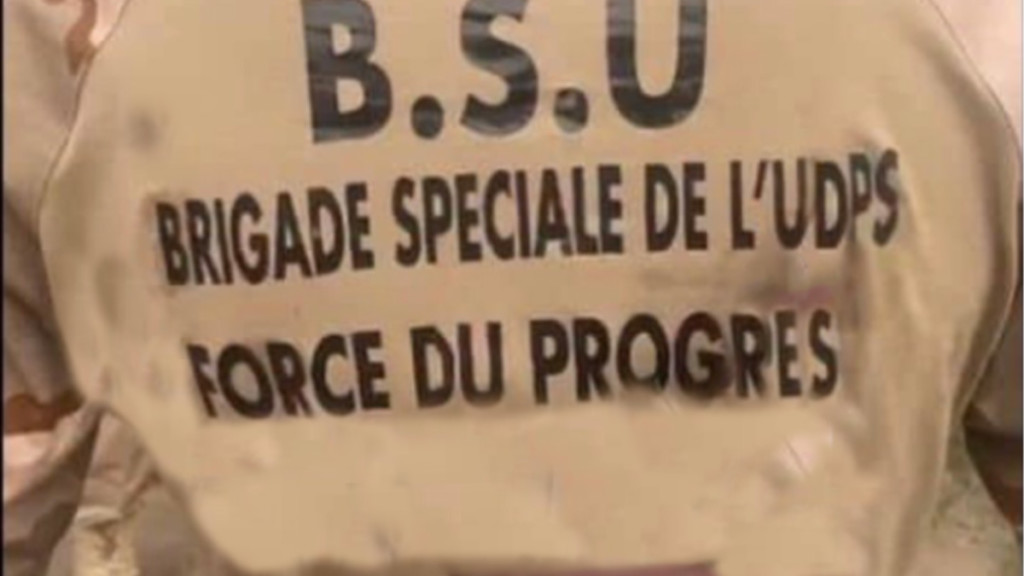 B.S.U
BRIGADE SPECIALE DE L'UDPS
FORCE DU PROGRES